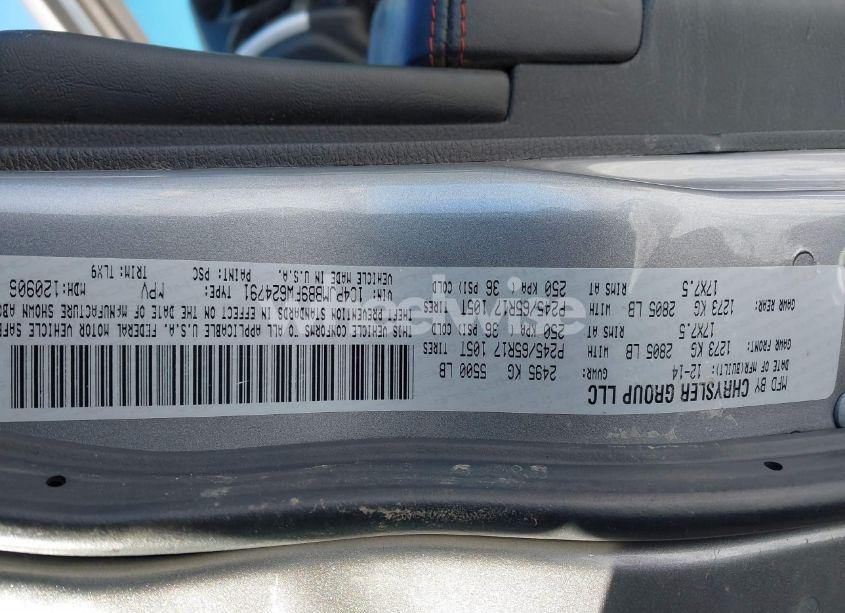 MFD BY CHRYSLER GROUP LLC
DATE OF MFR(BUILT): 12-14 GVWR: 2495 KG 5500 LB
GAWR FRONT: WITH TIRES
1273 KG 2805 LB P245/65R17 105T
RIMS AT COLD
17X7.5 250 KPA( 36 PSI)
GAWR REAR: WITH TIRES
1273 KG 2805 LB P245/65R17 105T
RIMS AT COLD
17X7.5 250 KPA( 36 PSI)
THIS VEHICLE CONFORMS TO ALL APPLICABLE U.S.A. FEDERAL MOTOR VEHICLE
THEFT PREVENTION STANDARDS IN EFFECT ON THE DATE OF MANUFACTURE SHOWN
VIN: TYPE: MPV MDH:120906
VEHICLE MADE IN U.S.A. PAINT: PSC TRIM: TLX9